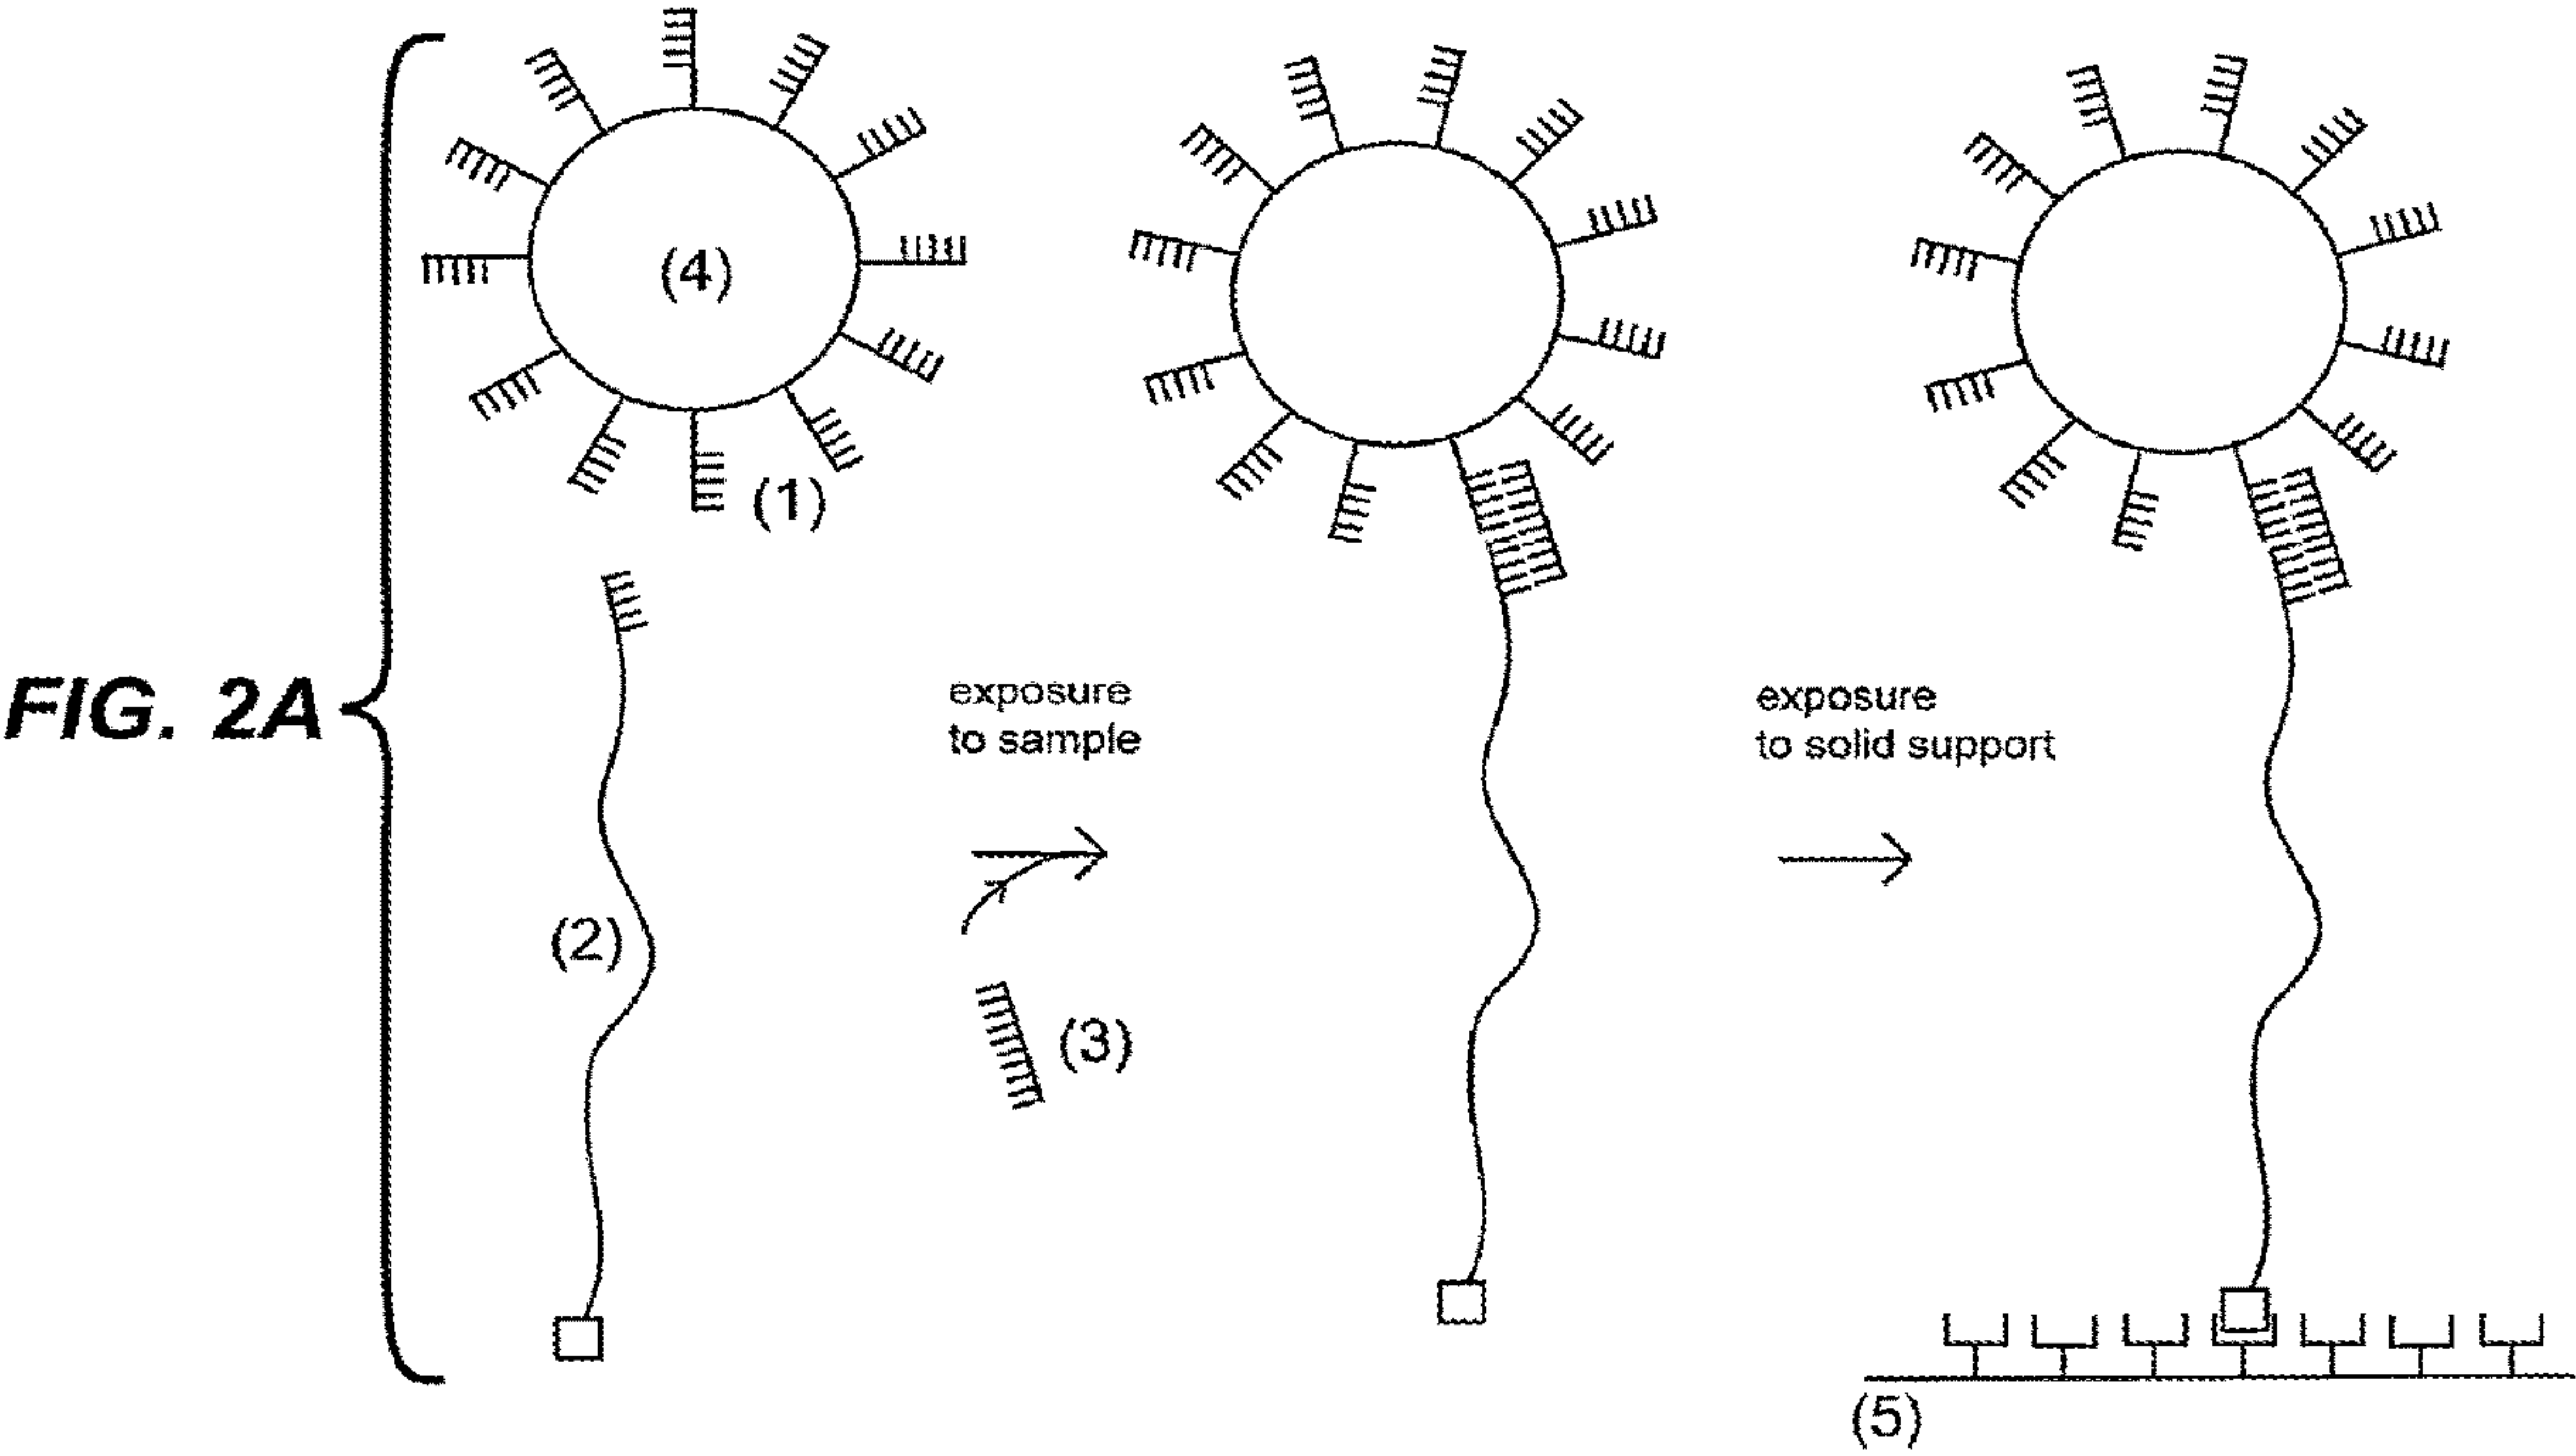 (4)
(1)
FIG. 2A
exposure
to sample
exposure
to solid support
(2)
(3)
(5)